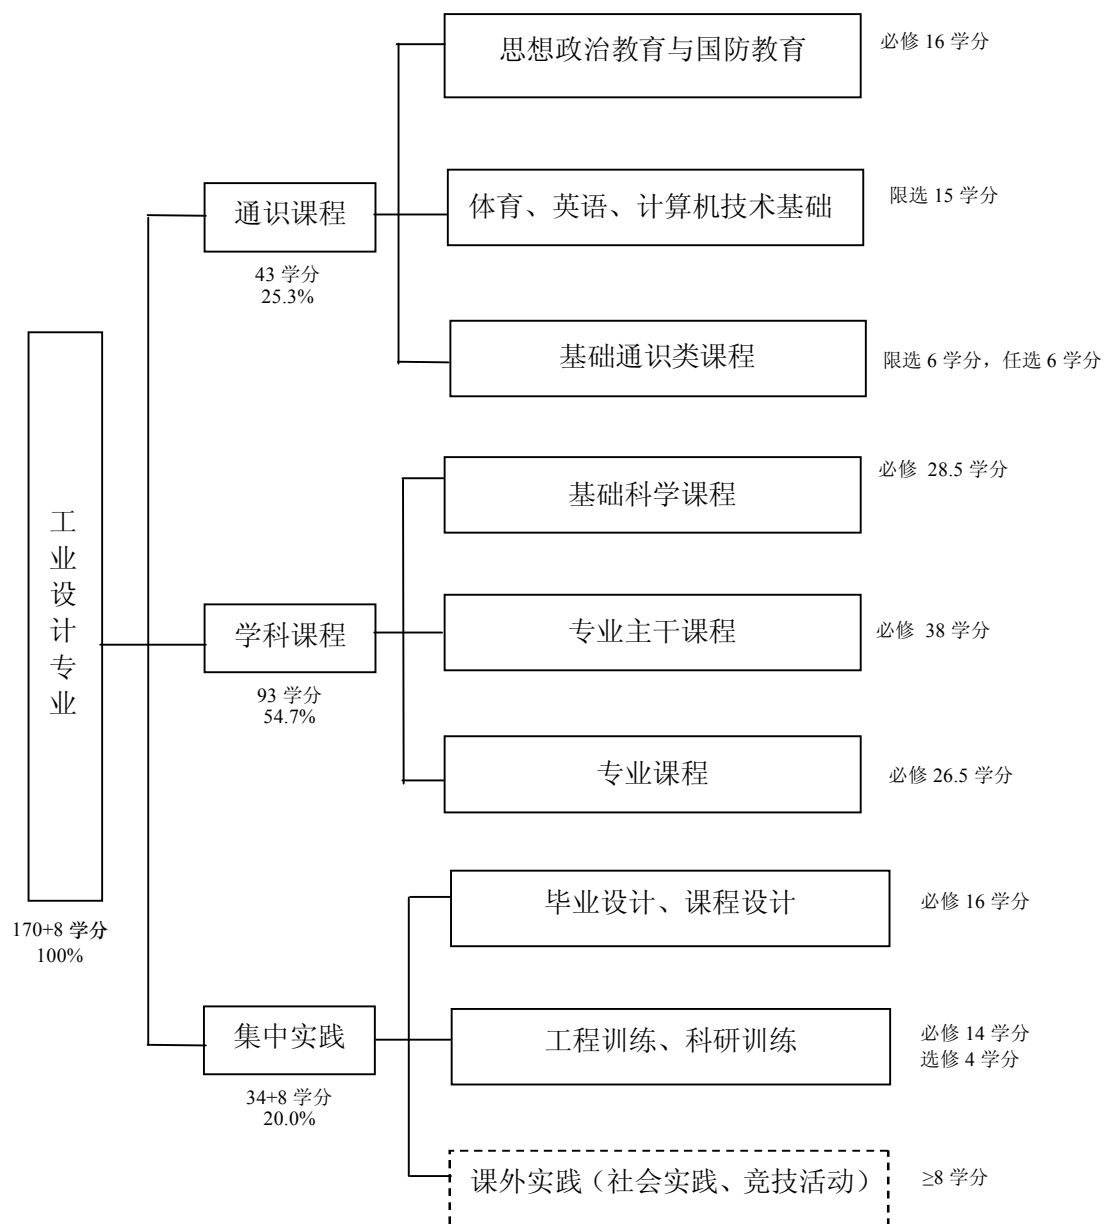 思想政治教育与国防教育
必修 16 学分
通识课程
43 学分
25.3%
体育、英语、计算机技术基础
限选 15 学分
基础通识类课程
限选 6 学分，任选 6 学分
工业设计专业
170+8 学分
100%
基础科学课程
必修 28.5 学分
学科课程
93 学分
54.7%
专业主干课程
必修 38 学分
专业课程
必修 26.5 学分
毕业设计、课程设计
必修 16 学分
集中实践
34+8 学分
20.0%
工程训练、科研训练
必修 14 学分
选修 4 学分
课外实践（社会实践、竞技活动）
≥8 学分